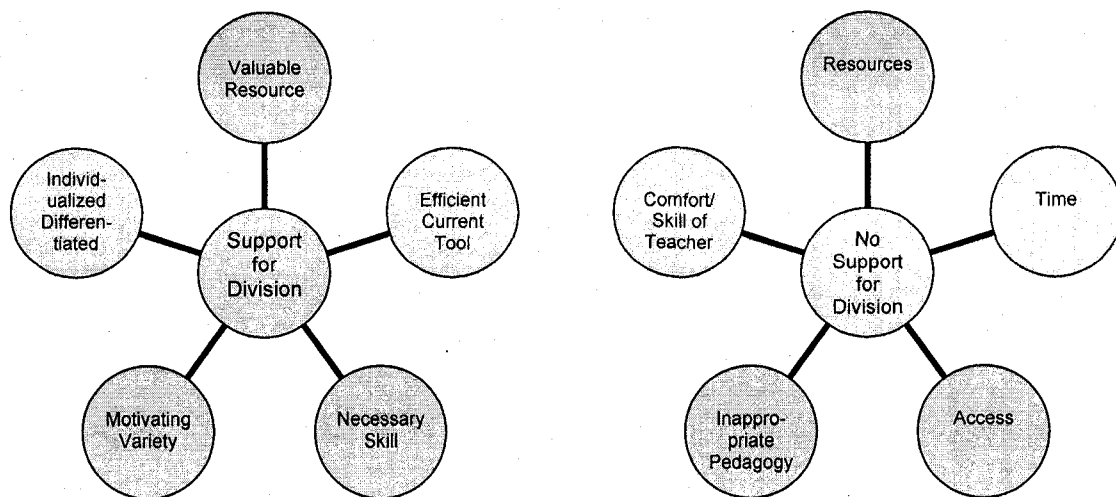 Valuable
Resource
Individ-
ualized
Differen-
tiated
Efficient
Current
Tool
Support
for
Division
Motivating
Variety
Necessary
Skill
Resources
Comfort/
Skill of
Teacher
Time
No
Support
for
Division
Inappro-
priate
Pedagogy
Access